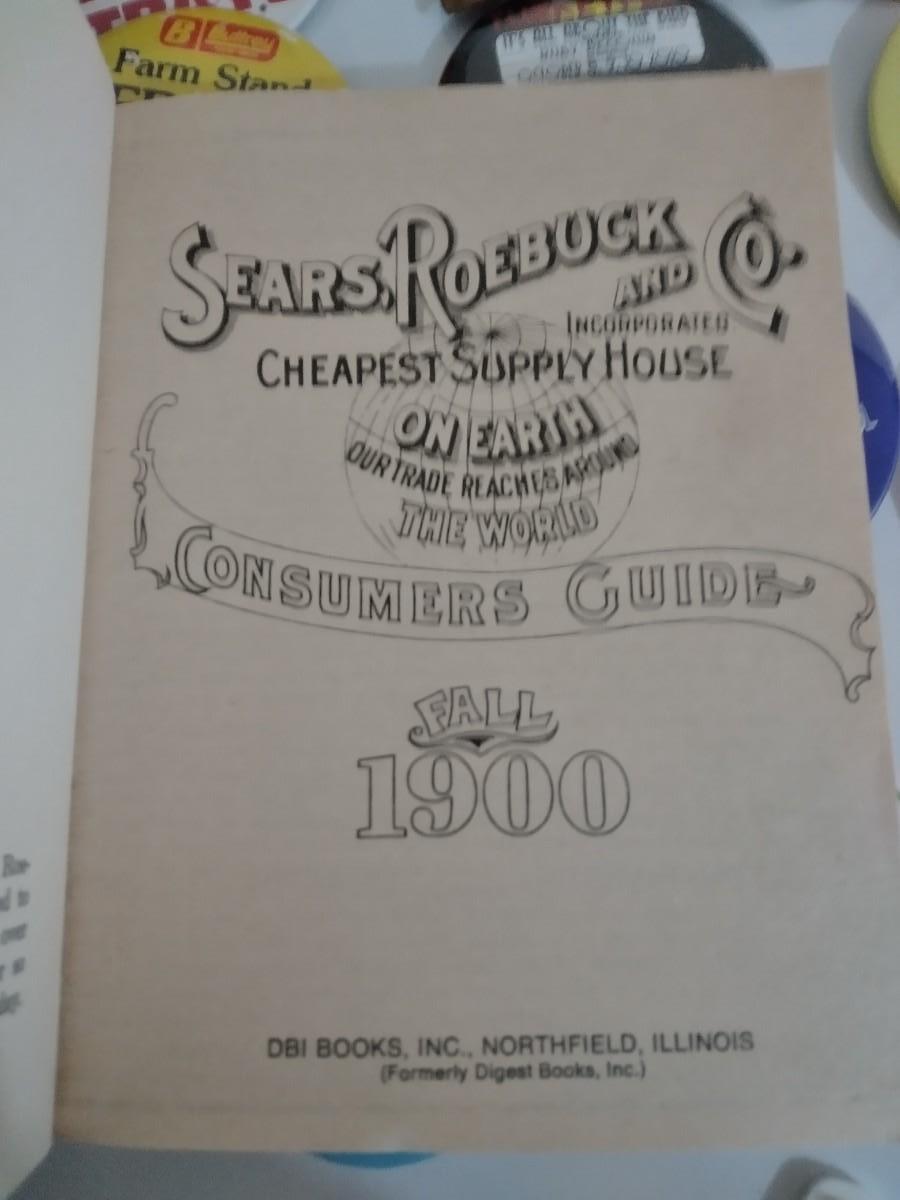 Buttrey
Farm Stand
SEARS, ROEBUCK AND CO.
INCORPORATED
CHEAPEST SUPPLY HOUSE
ON EARTH
OUR TRADE REACHES AROUND
THE WORLD
CONSUMERS GUIDE
FALL
1900
DBI BOOKS, INC., NORTHFIELD, ILLINOIS
(Formerly Digest Books, Inc.)